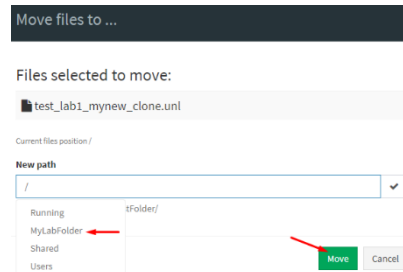 Move files to ...
Files selected to move:
test_lab1_mynew_clone.unl
Current files position /
New path
/
Running
tFolder/
MyLabFolder
Shared
Users
Move Cancel